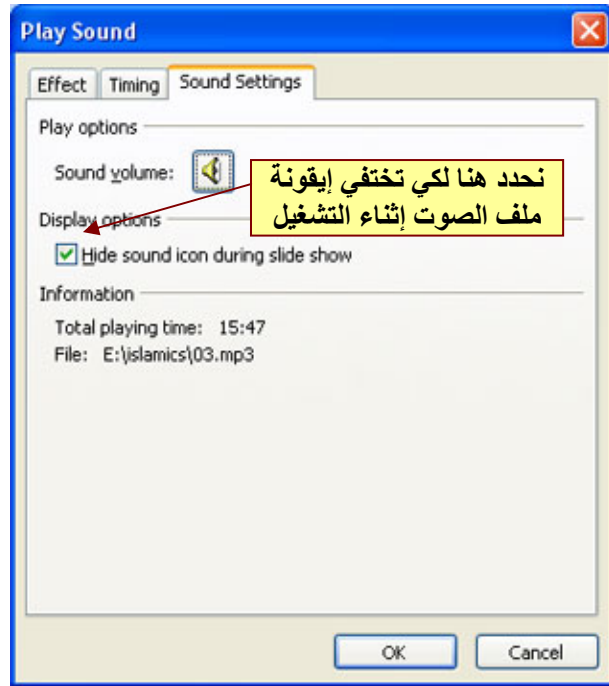 Play Sound
Effect Timing Sound Settings
Play options
Sound volume:
نحدد هنا لكي تختفي إيقونة
ملف الصوت إثناء التشغيل
Display options
Hide sound icon during slide show
Information
Total playing time: 15:47
File: E:\islamics\03.mp3
OK Cancel